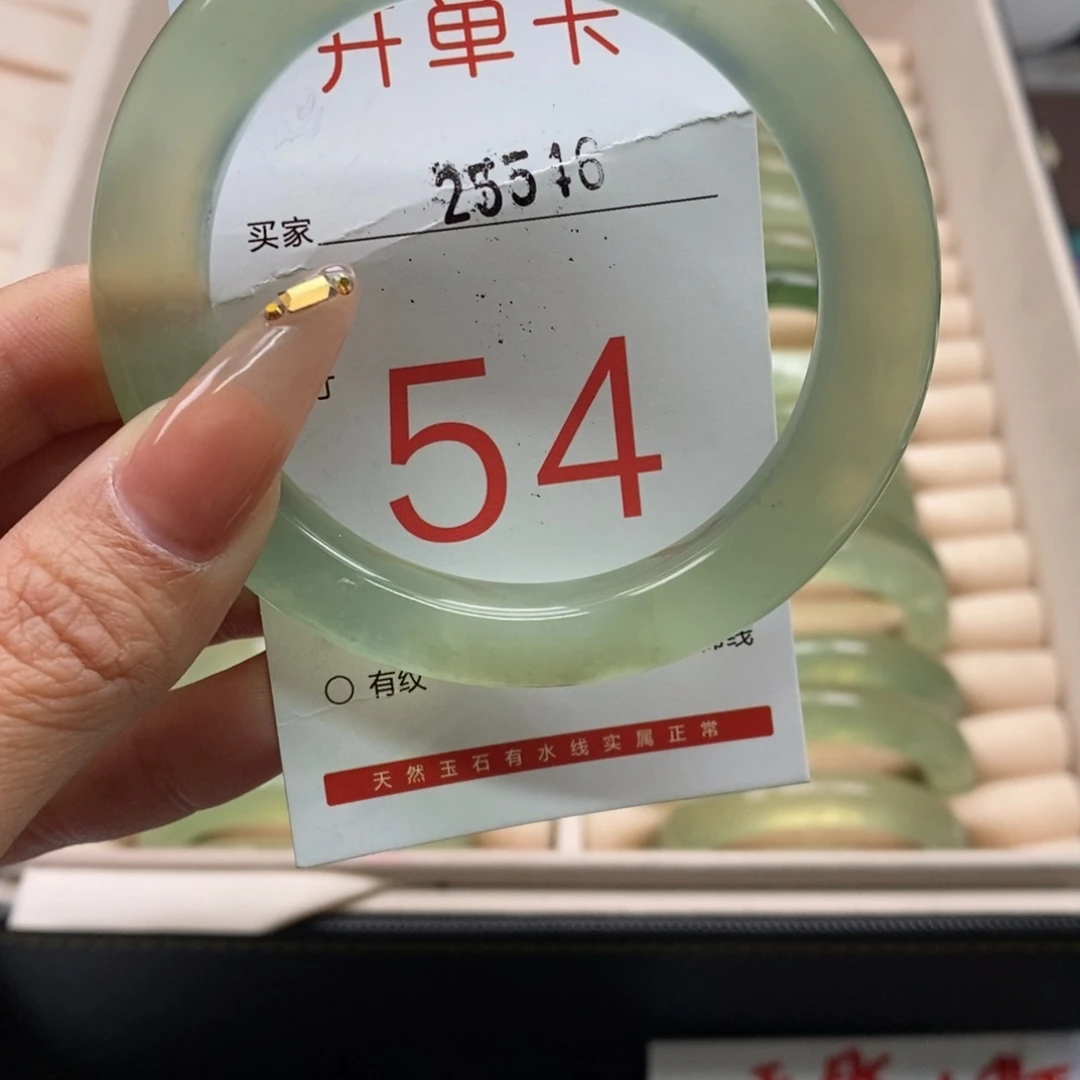 开单卡
买家 25516
54
有纹
天然玉石有水线实属正常